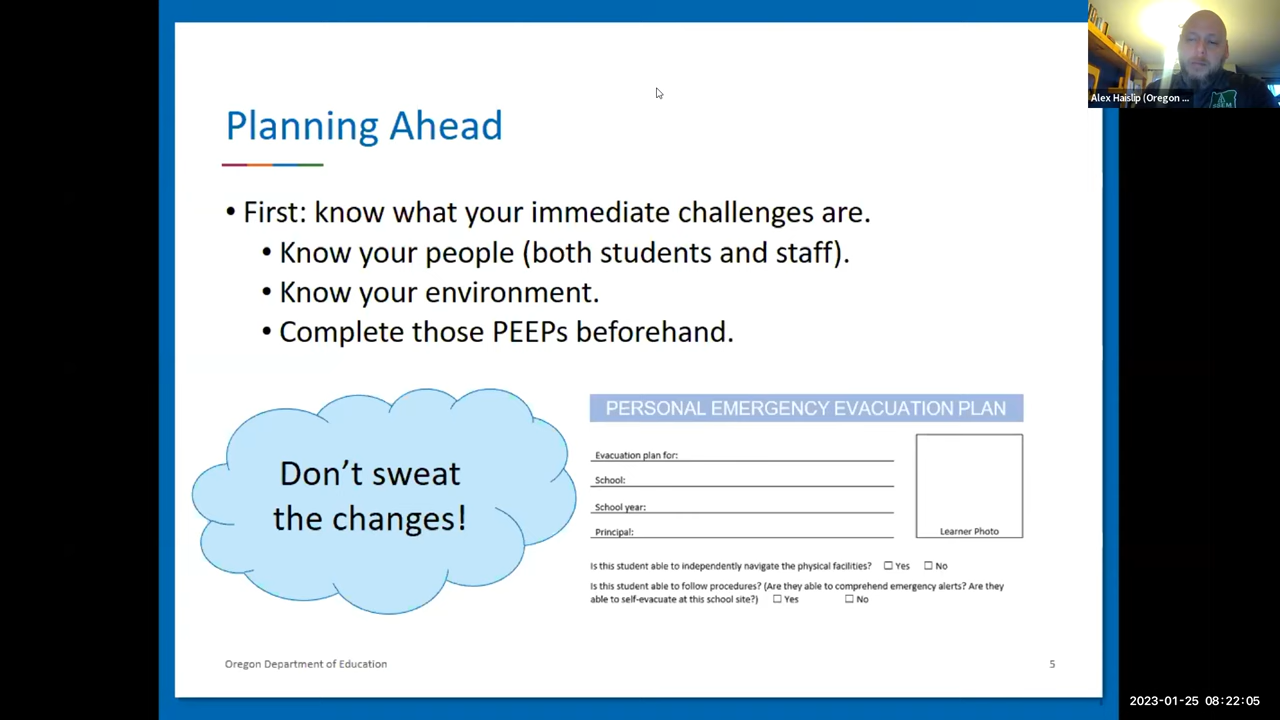 Alex Haislip (Oregon ...
Planning Ahead
• First: know what your immediate challenges are.
• Know your people (both students and staff).
• Know your environment.
• Complete those PEEPs beforehand.
Don’t sweat
the changes!
PERSONAL EMERGENCY EVACUATION PLAN
Evacuation plan for:
School:
School year:
Principal:
Learner Photo
Is this student able to independently navigate the physical facilities? ☐ Yes ☐ No
Is this student able to follow procedures? (Are they able to comprehend emergency alerts? Are they
able to self-evacuate at this school site?) ☐ Yes ☐ No
Oregon Department of Education
5
2023-01-25 08:22:05